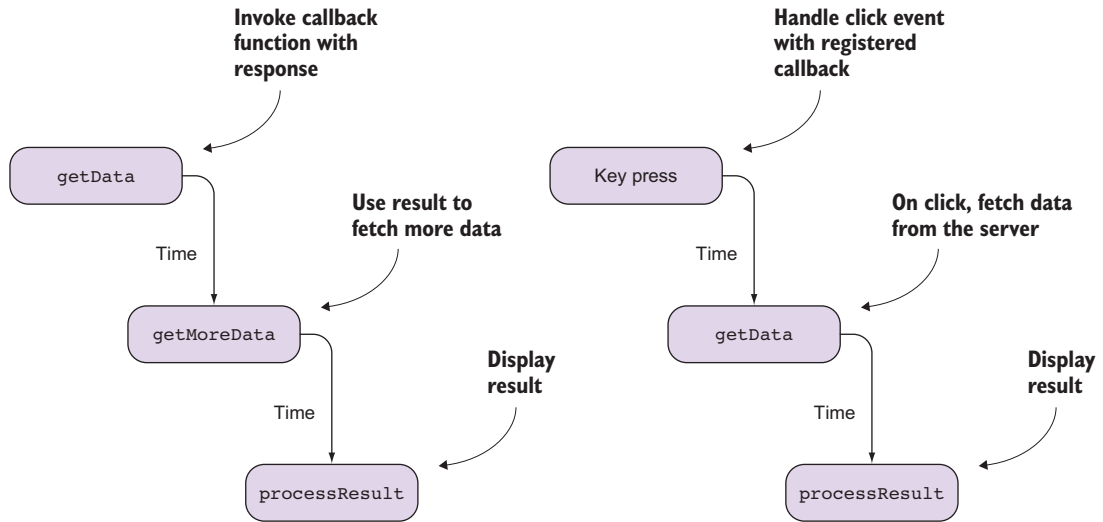 Invoke callback
function with
response
getData
Time
Use result to
fetch more data
getMoreData
Time
Display
result
processResult
Handle click event
with registered
callback
Key press
Time
On click, fetch data
from the server
getData
Time
Display
result
processResult